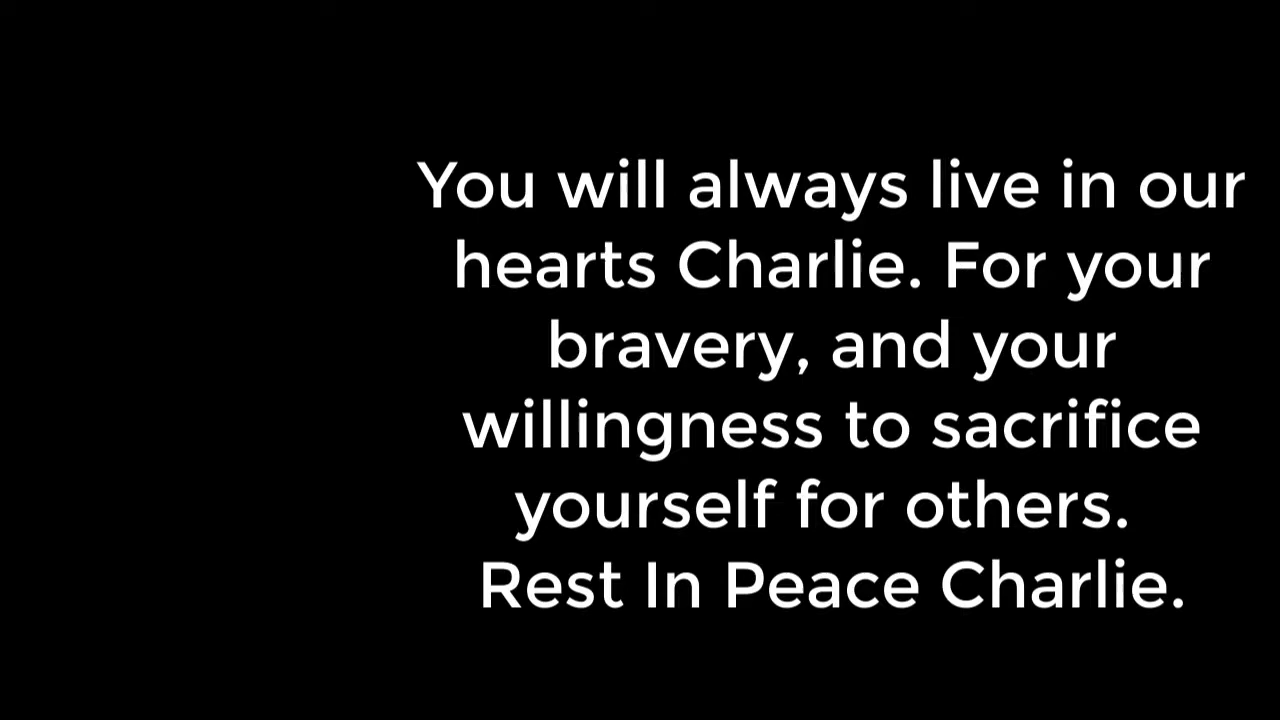 You will always live in our
hearts Charlie. For your
bravery, and your
willingness to sacrifice
yourself for others.
Rest In Peace Charlie.